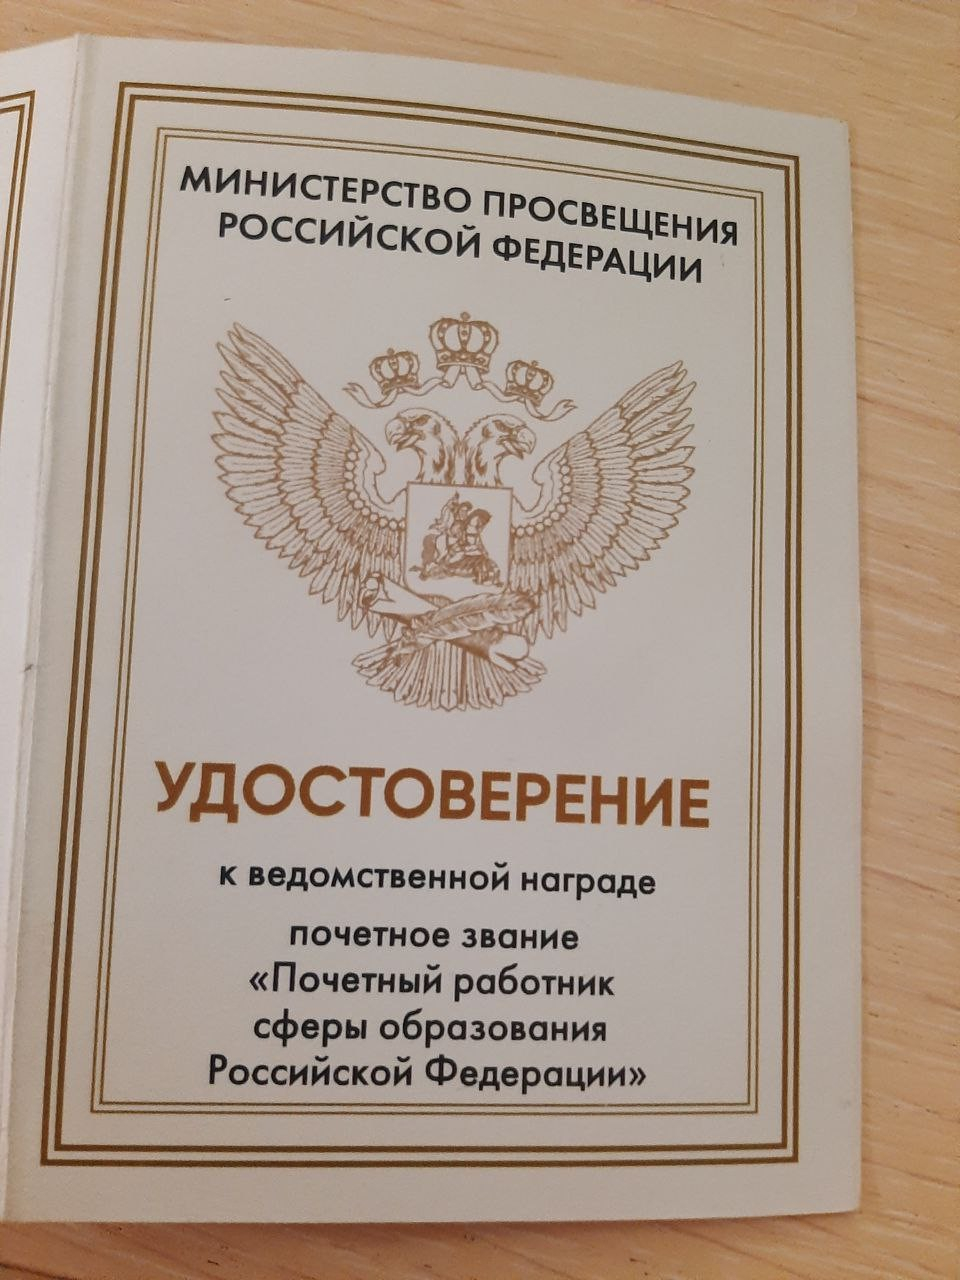 МИНИСТЕРСТВО ПРОСВЕЩЕНИЯ
РОССИЙСКОЙ ФЕДЕРАЦИИ
УДОСТОВЕРЕНИЕ
к ведомственной награде
почетное звание
«Почетный работник
сферы образования
Российской Федерации»